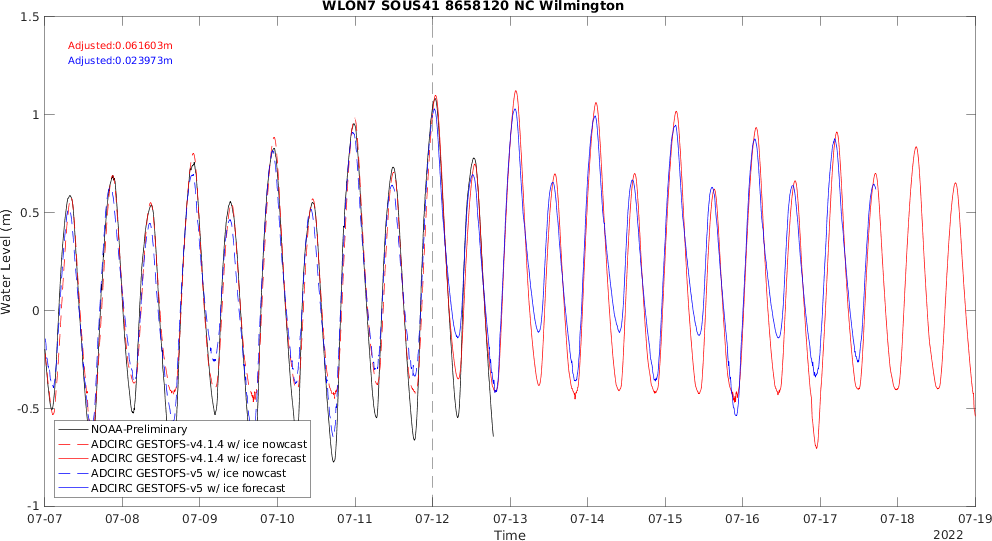 WLON7 SOUS41 8658120 NC Wilmington
1.5
Adjusted:0.061603m
Adjusted:0.023973m
1
0.5
0
-0.5
-1
Water Level (m)
NOAA-Preliminary
ADCIRC GESTOFS-v4.1.4 w/ ice nowcast
ADCIRC GESTOFS-v4.1.4 w/ ice forecast
ADCIRC GESTOFS-v5 w/ ice nowcast
ADCIRC GESTOFS-v5 w/ ice forecast
07-07 07-08 07-09 07-10 07-11 07-12 07-13 07-14 07-15 07-16 07-17 07-18 07-19
Time
2022